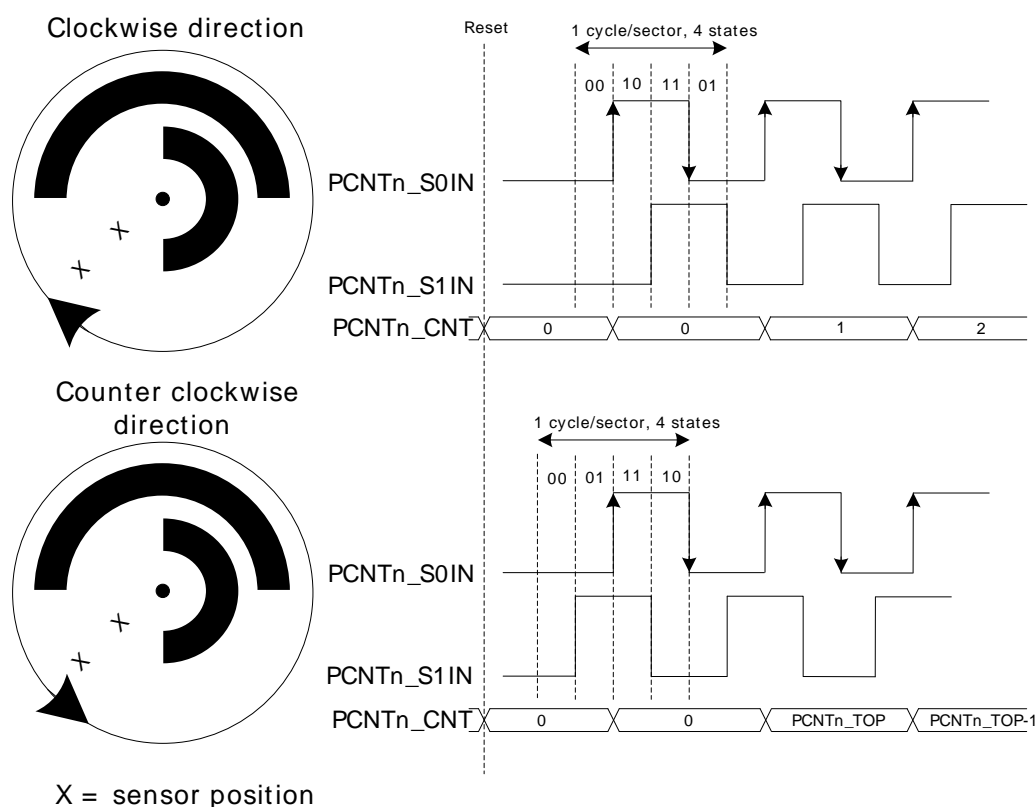 Clockwise direction
Reset
1 cycle/sector, 4 states
00 10 11 01
PCNTn_S0IN
PCNTn_S1IN
PCNTn_CNT 0 0 1 2
X
X
Counter clockwise
direction
1 cycle/sector, 4 states
00 01 11 10
PCNTn_S0IN
PCNTn_S1IN
PCNTn_CNT 0 0 PCNTn_TOP PCNTn_TOP-1
X
X
X = sensor position